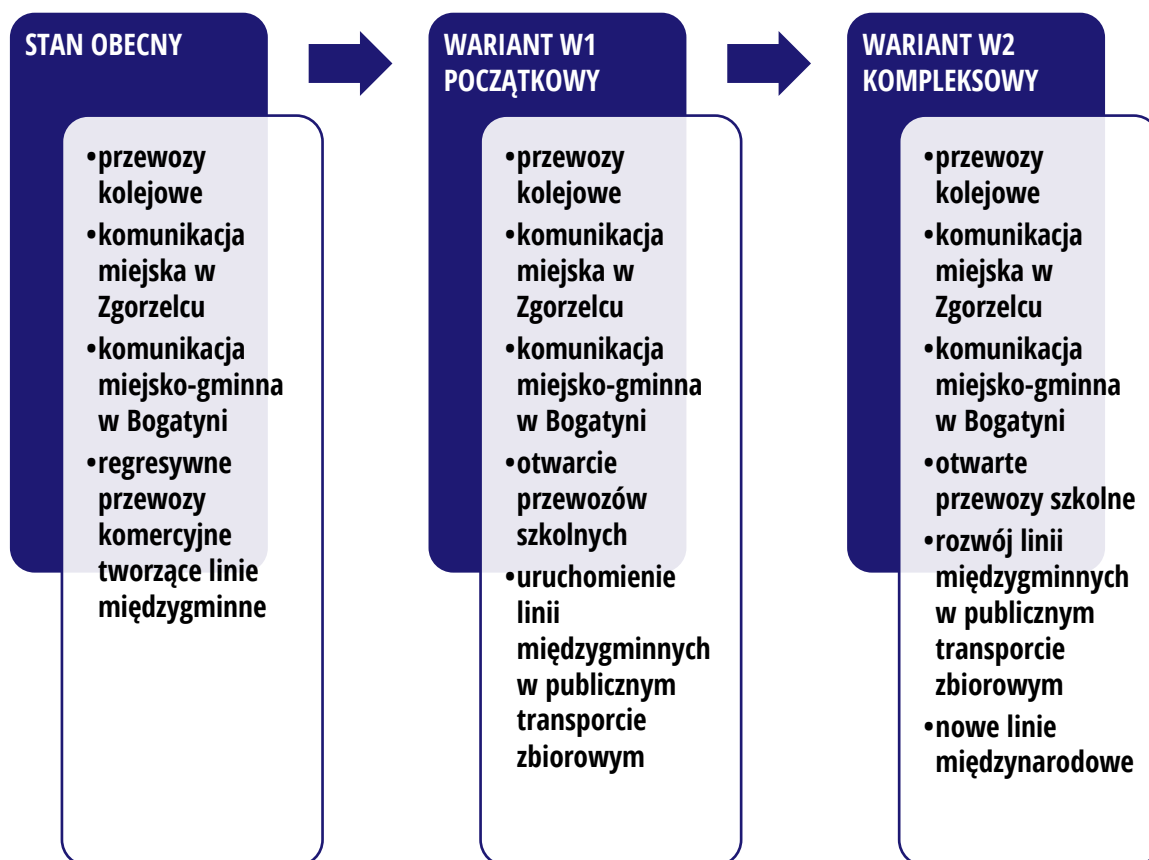 STAN OBECNY
•przewozy
kolejowe
•komunikacja
miejska w
Zgorzelcu
•komunikacja
miejsko-gminna
w Bogatyni
•regresywne
przewozy
komercyjne
tworzące linie
międzygminne
WARIANT W1
POCZĄTKOWY
•przewozy
kolejowe
•komunikacja
miejska w
Zgorzelcu
•komunikacja
miejsko-gminna
w Bogatyni
•otwarcie
przewozów
szkolnych
•uruchomienie
linii
międzygminnych
w publicznym
transporcie
zbiorowym
WARIANT W2
KOMPLEKSOWY
•przewozy
kolejowe
•komunikacja
miejska w
Zgorzelcu
•komunikacja
miejsko-gminna
w Bogatyni
•otwarte
przewozy szkolne
•rozwój linii
międzygminnych
w publicznym
transporcie
zbiorowym
•nowe linie
międzynarodowe